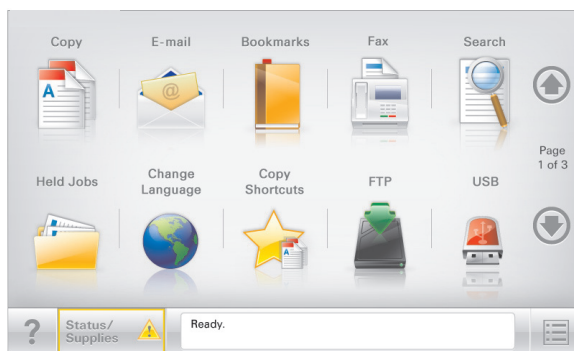 Copy
E-mail
Bookmarks
Fax
Search
A
@
Page
1 of 3
Held Jobs
Change
Language
Copy
Shortcuts
FTP
USB
A
?
Status/
Supplies
!
Ready.